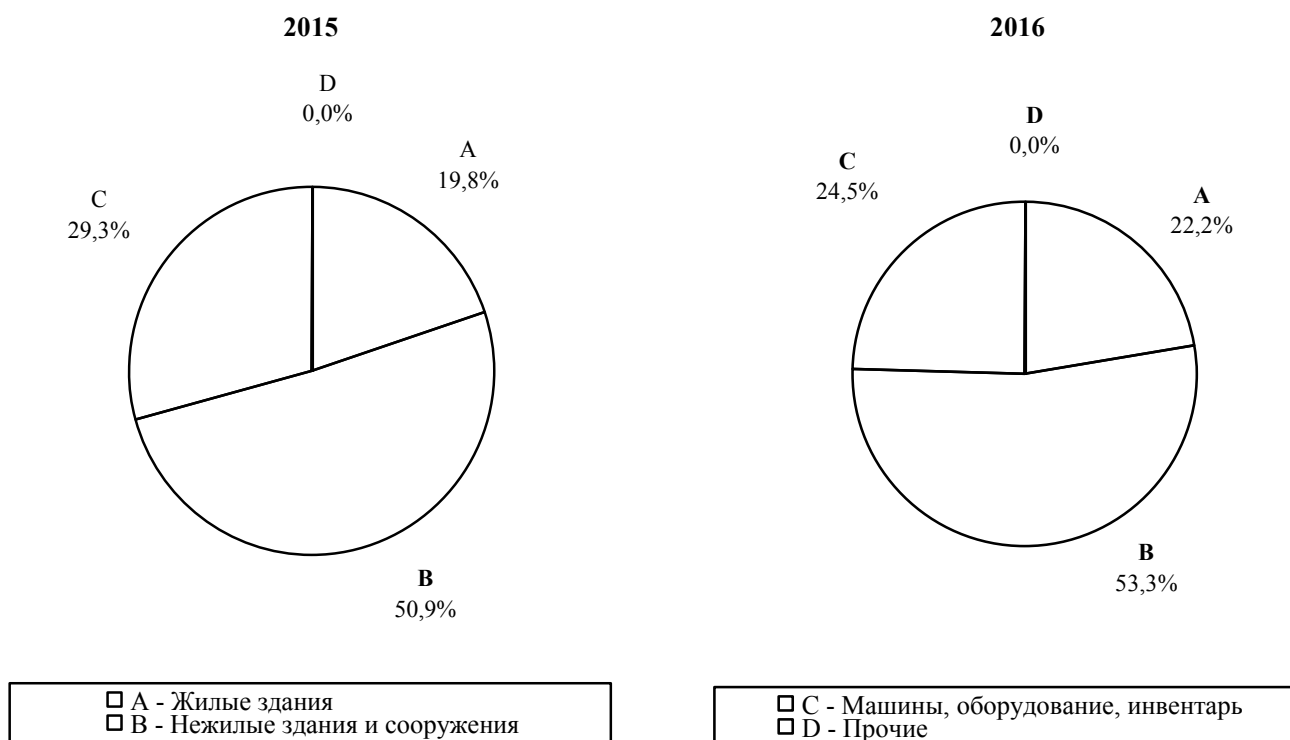 2015
D
0,0%
A
19,8%
C
29,3%
B
50,9%
2016
D
0,0%
C
24,5%
A
22,2%
B
53,3%
A - Жилые здания
B - Нежилые здания и сооружения
C - Машины, оборудование, инвентарь
D - Прочие